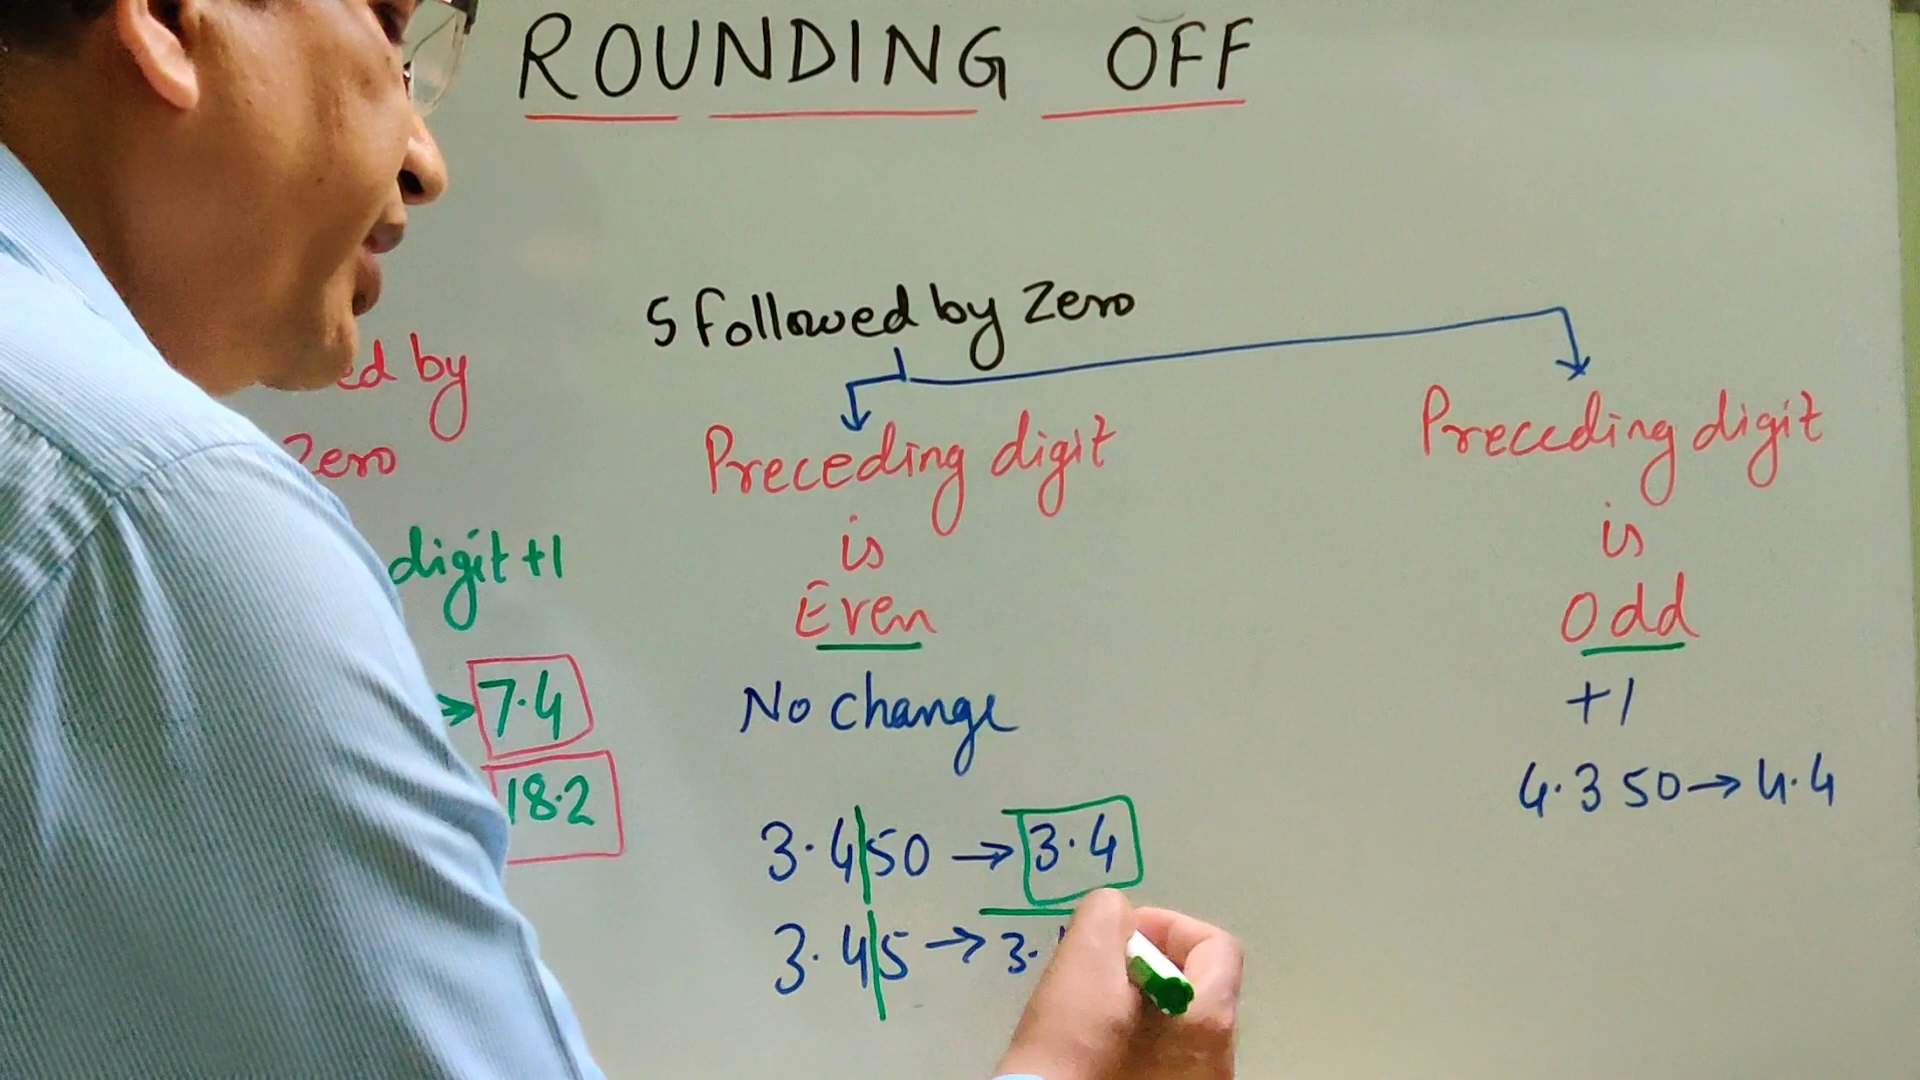 ROUNDING OFF
5 followed by Zero
ed by
Zero
digit +1
7.4
18.2
Preceding digit
is
Even
No change
3.4|50 → 3.4
3.4|5 → 3.
Preceding digit
is
Odd
+1
4.350 → 4.4